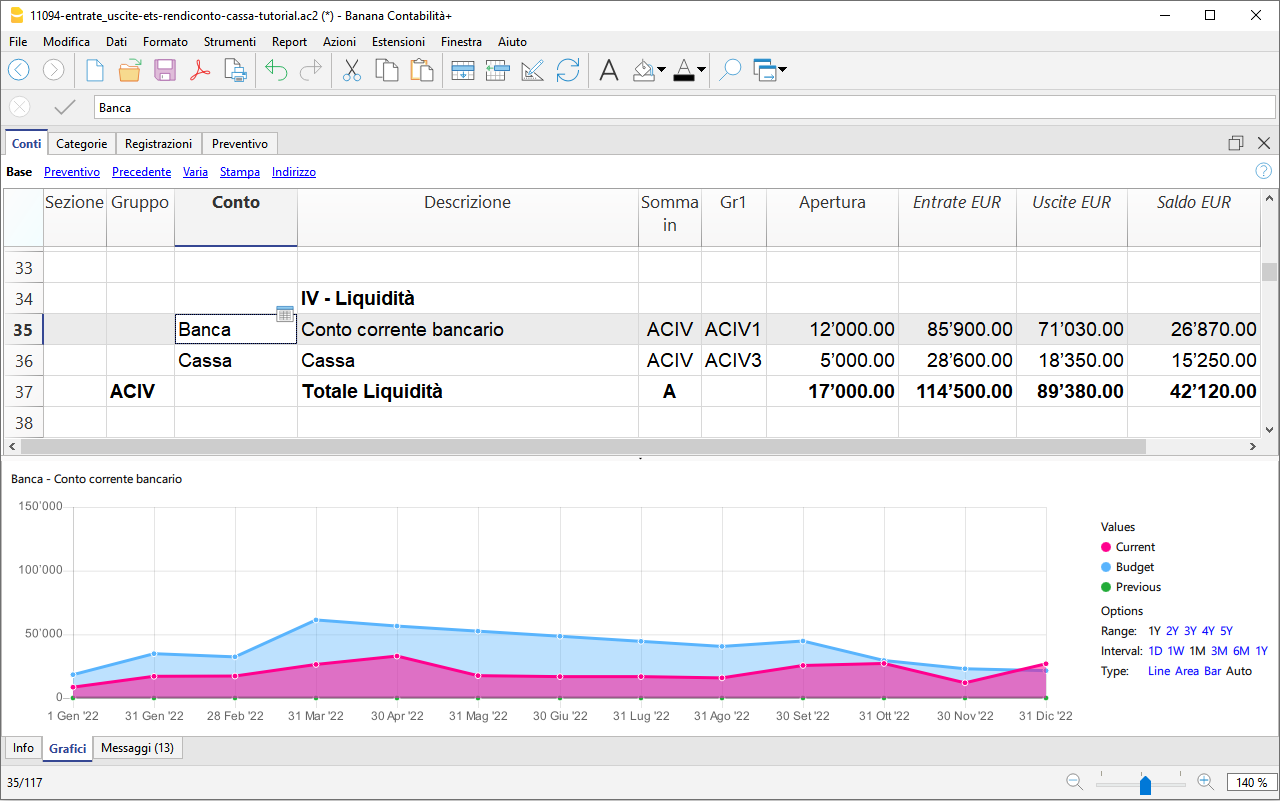 11094-entrate_uscite-ets-rendiconto-cassa-tutorial.ac2 (*) - Banana Contabilità+
File Modifica Dati Formato Strumenti Report Azioni Estensioni Finestra Aiuto
Banca
Conti Categorie Registrazioni Preventivo
Base Preventivo Precedente Varia Stampa Indirizzo
Sezione Gruppo Conto Descrizione Somma in Gr1 Apertura Entrate EUR Uscite EUR Saldo EUR
33
34 IV - Liquidità
35 Banca Conto corrente bancario ACIV ACIV1 12’000.00 85’900.00 71’030.00 26’870.00
36 Cassa Cassa ACIV ACIV3 5’000.00 28’600.00 18’350.00 15’250.00
37 ACIV Totale Liquidità A 17’000.00 114’500.00 89’380.00 42’120.00
38
Banca - Conto corrente bancario
150’000
100’000
50’000
0
1 Gen '22 31 Gen '22 28 Feb '22 31 Mar '22 30 Apr '22 31 Mag '22 30 Giu '22 31 Lug '22 31 Ago '22 30 Set '22 31 Ott '22 30 Nov '22 31 Dic '22
Values
Current
Budget
Previous
Options
Range: 1Y 2Y 3Y 4Y 5Y
Interval: 1D 1W 1M 3M 6M 1Y
Type: Line Area Bar Auto
Info Grafici Messaggi (13)
35/117 140 %